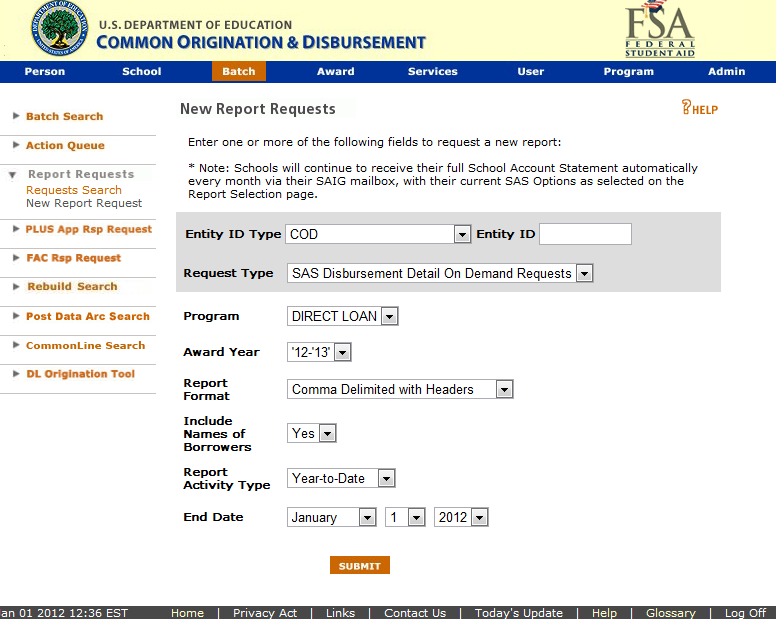 U.S. DEPARTMENT OF EDUCATION
COMMON ORIGINATION & DISBURSEMENT
FSA
FEDERAL
STUDENT AID
Person School Batch Award Services User Program Admin
Batch Search
Action Queue
Report Requests
Requests Search
New Report Request
PLUS App Rsp Request
FAC Rsp Request
Rebuild Search
Post Data Arc Search
CommonLine Search
DL Origination Tool
New Report Requests
?HELP
Enter one or more of the following fields to request a new report:
* Note: Schools will continue to receive their full School Account Statement automatically
every month via their SAIG mailbox, with their current SAS Options as selected on the
Report Selection page.
Entity ID Type COD Entity ID
Request Type SAS Disbursement Detail On Demand Requests
Program DIRECT LOAN
Award Year '12-'13'
Report
Format Comma Delimited with Headers
Include
Names of
Borrowers Yes
Report
Activity Type Year-to-Date
End Date January 1 2012
SUBMIT
an 01 2012 12:36 EST Home | Privacy Act | Links | Contact Us | Today's Update | Help | Glossary | Log Off